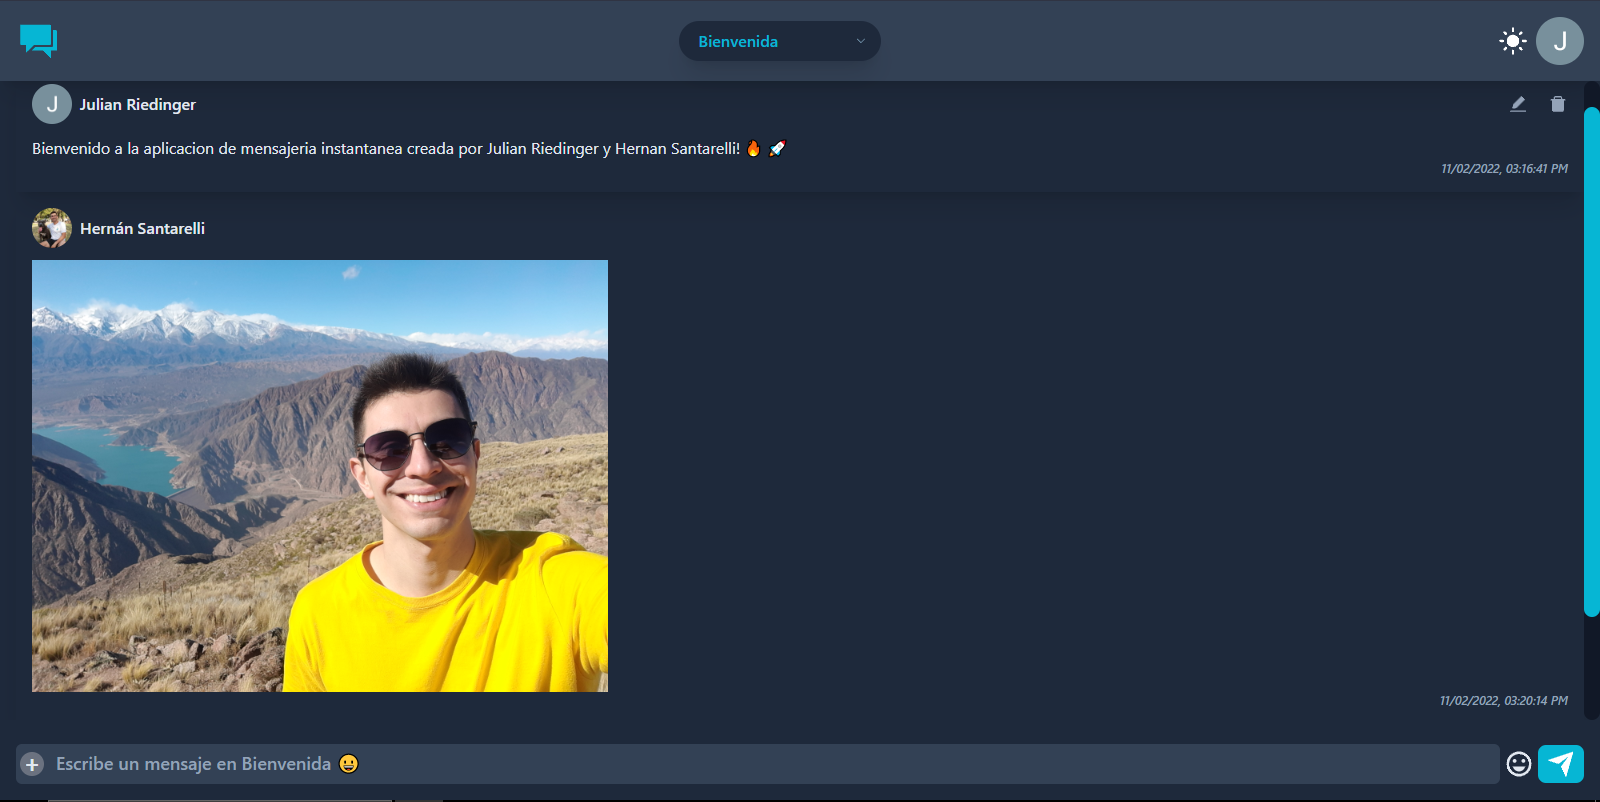 Bienvenida
J
J
Julian Riedinger
Bienvenido a la aplicacion de mensajeria instantanea creada por Julian Riedinger y Hernan Santarelli! 🔥 🚀
11/02/2022, 03:16:41 PM
Hernán Santarelli
11/02/2022, 03:20:14 PM
Escribe un mensaje en Bienvenida 😀